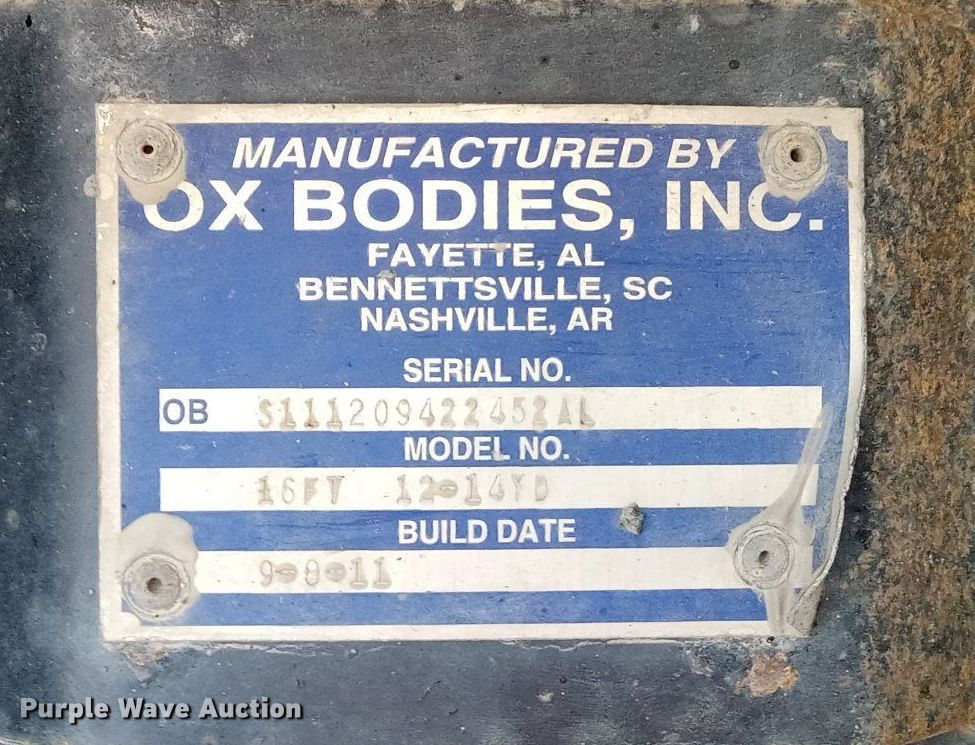 MANUFACTURED BY
OX BODIES, INC.
FAYETTE, AL
BENNETTSVILLE, SC
NASHVILLE, AR
SERIAL NO.
OB S111209422452AL
MODEL NO.
16FT 12-14YD
BUILD DATE
9-8-11
Purple Wave Auction